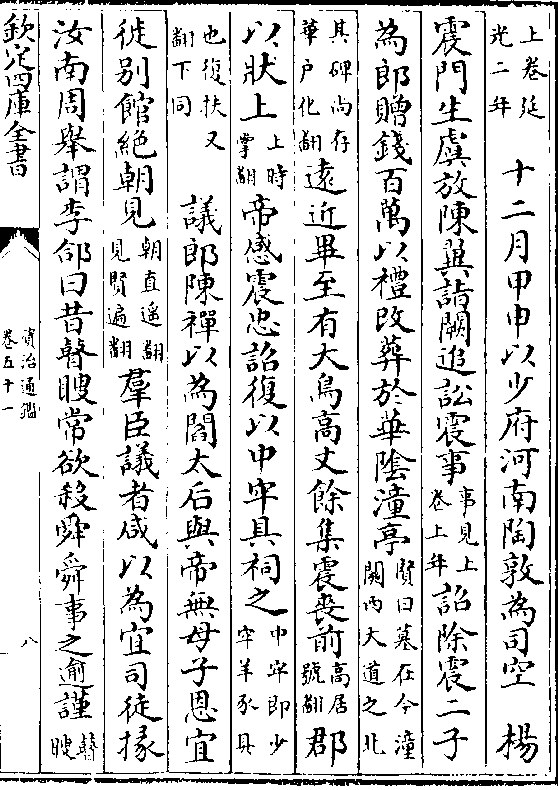 上卷延光二年　十二月甲申以少府河南陶敦為司空　楊
震門生虞放陳翼詣闕追訟震事事見上卷上年詔除震二子
為郎贈錢百萬以禮改葬於華隂潼亭賢曰墓在今潼關西大道之北
其碑尚存華户化翻遠近畢至有大鳥高丈餘集震喪前高居號翻郡
以狀上上時掌翻帝感震忠詔復以中牢具祠之中牢即少牢羊豕具
也復扶又翻下同　議郎陳禪以為閻太后與帝無母子恩宜
徙别館絶朝見朝直遥翻見賢遍翻羣臣議者咸以為宜司徒掾
汝南周舉謂李郃曰昔瞽瞍常欲殺舜舜事之逾謹瞽瞍
欽定四庫全書
資治通鑑
卷五十一
八